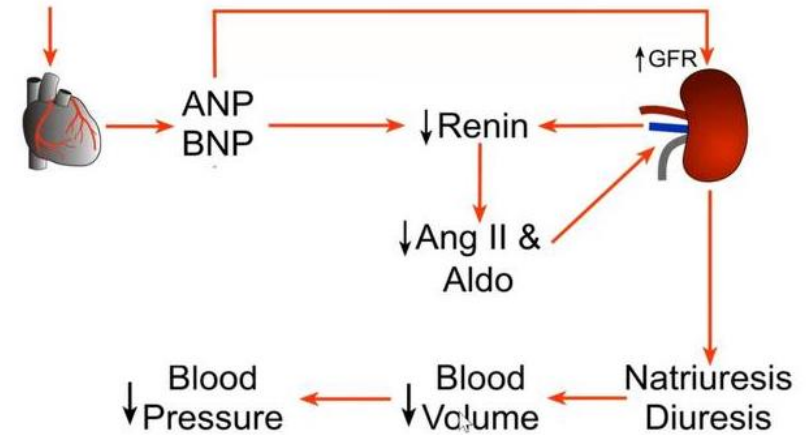 ↑GFR
ANP
BNP
↓Renin
↓Ang II &
Aldo
Natriuresis
Diuresis
↓Blood
Volume
↓Blood
Pressure